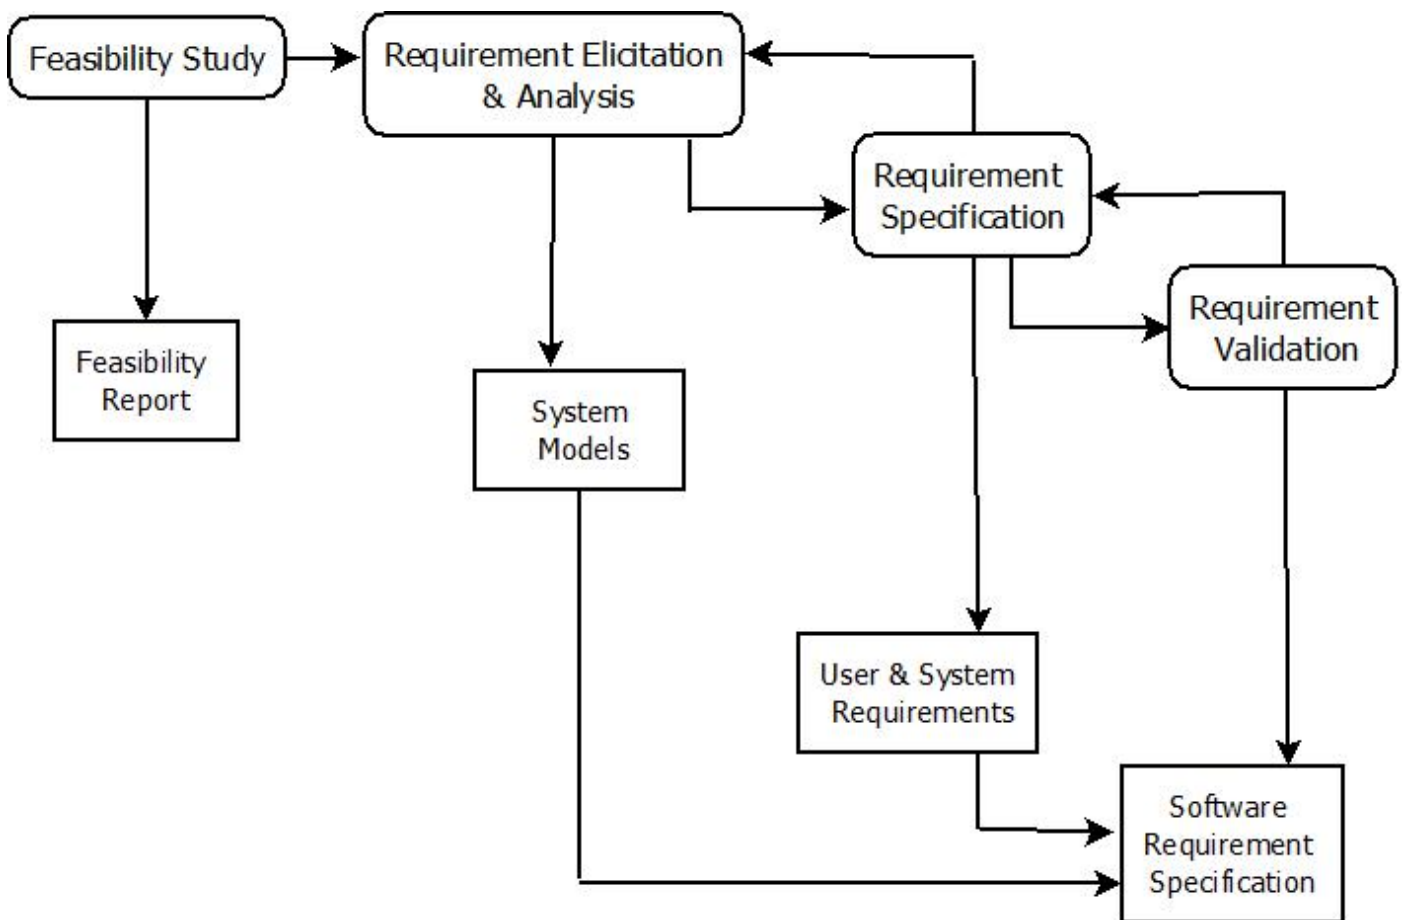 Feasibility Study
Requirement Elicitation
& Analysis
Requirement
Specification
Requirement
Validation
Feasibility
Report
System
Models
User & System
Requirements
Software
Requirement
Specification